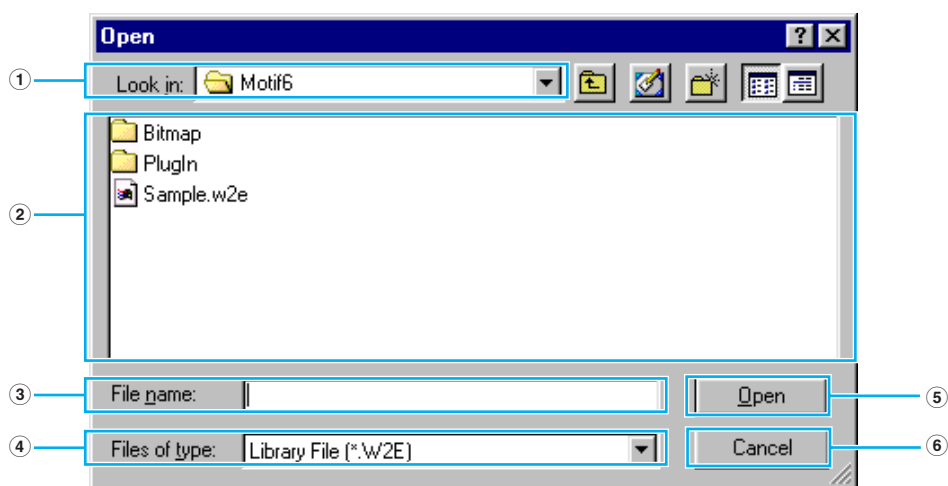 Open
① Look in: Motif6
② Bitmap
PlugIn
Sample.w2e
③ File name: Open ⑤
④ Files of type: Library File (*.W2E) Cancel ⑥